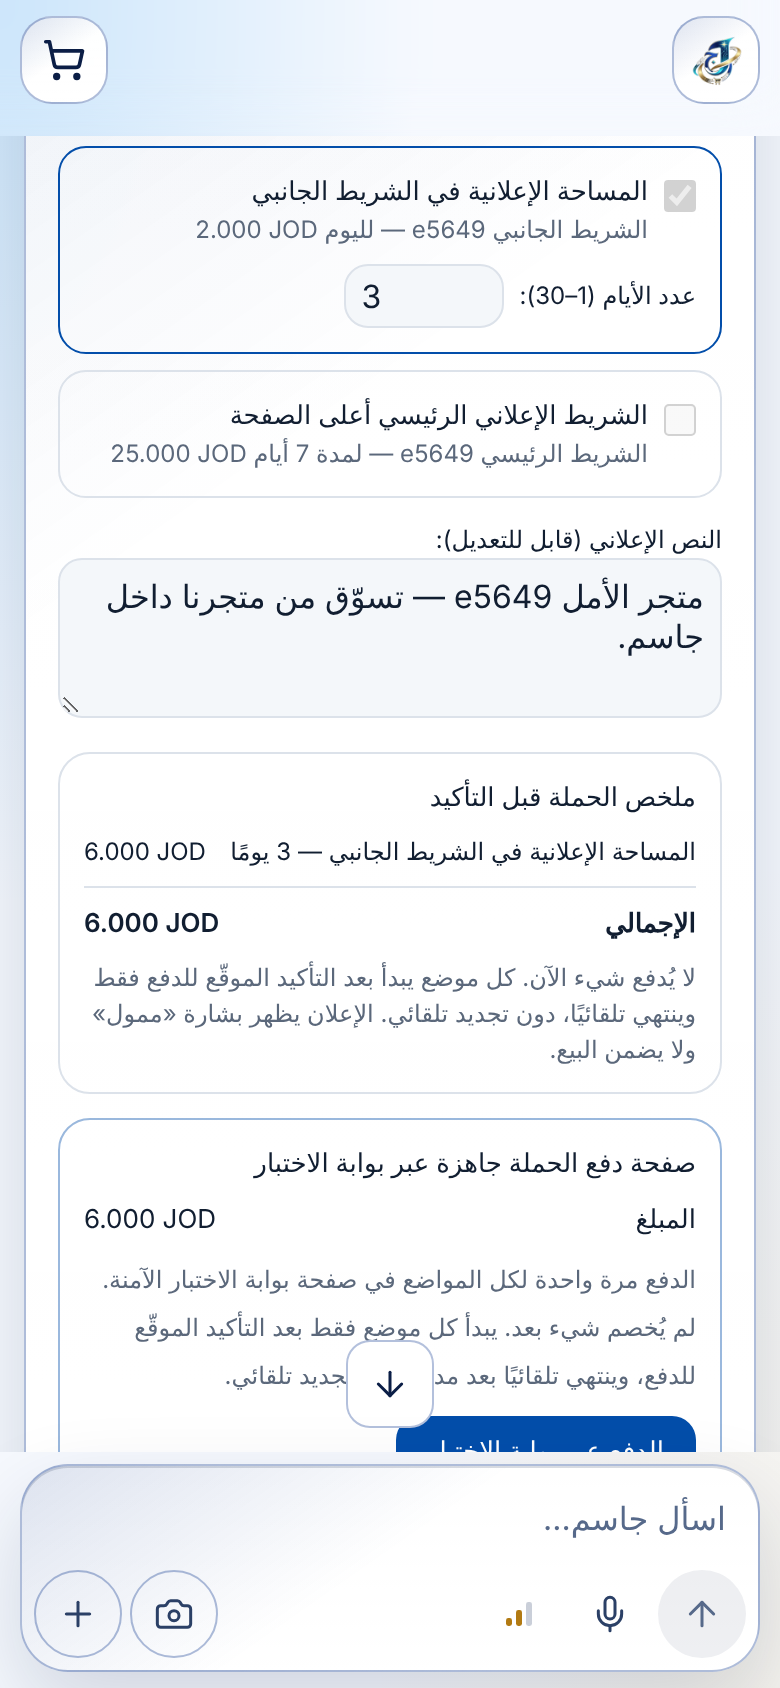 المساحة الإعلانية في الشريط الجانبي
الشريط الجانبي e5649 — لليوم 2.000 JOD
عدد الأيام (1–30):
3
الشريط الإعلاني الرئيسي أعلى الصفحة
الشريط الرئيسي e5649 — لمدة 7 أيام 25.000 JOD
النص الإعلاني (قابل للتعديل):
متجر الأمل e5649 — تسوّق من متجرنا داخل
جاسم.
ملخص الحملة قبل التأكيد
المساحة الإعلانية في الشريط الجانبي — 3 يومًا 6.000 JOD
الإجمالي 6.000 JOD
لا يُدفع شيء الآن. كل موضع يبدأ بعد التأكيد الموقّع للدفع فقط
وينتهي تلقائيًا، دون تجديد تلقائي. الإعلان يظهر بشارة «ممول»
ولا يضمن البيع.
صفحة دفع الحملة جاهزة عبر بوابة الاختبار
المبلغ 6.000 JOD
الدفع مرة واحدة لكل المواضع في صفحة بوابة الاختبار الآمنة.
لم يُخصم شيء بعد. يبدأ كل موضع فقط بعد التأكيد الموقّع
للدفع، وينتهي تلقائيًا بعد تلقائي.
اسأل جاسم...